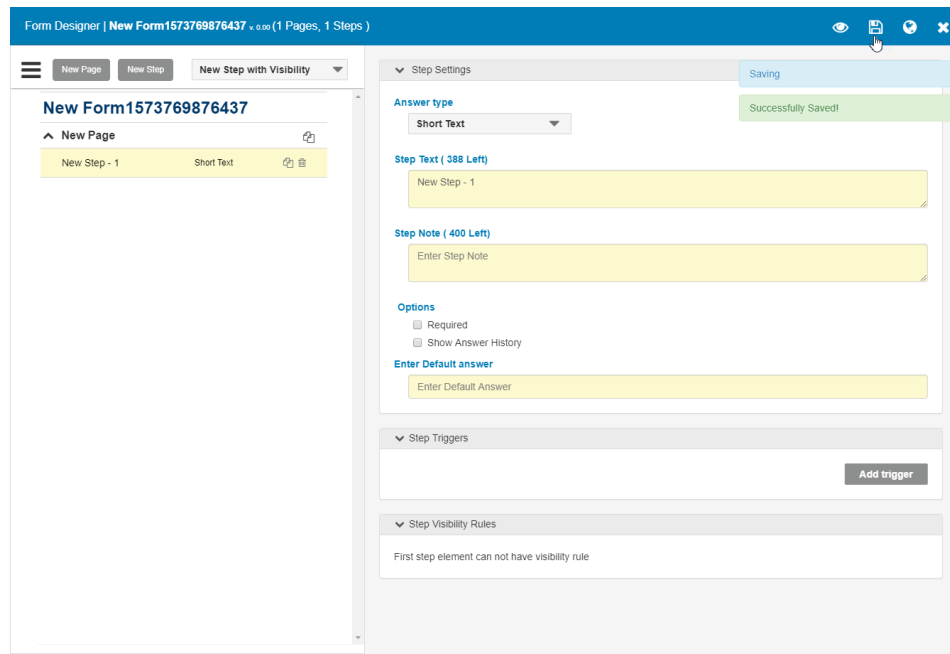 Form Designer | New Form1573769876437 v. 0.00 (1 Pages, 1 Steps )
New Page
New Step
New Step with Visibility
New Form1573769876437
New Page
New Step - 1 Short Text
Step Settings
Saving
Successfully Saved!
Answer type
Short Text
Step Text ( 388 Left)
New Step - 1
Step Note ( 400 Left)
Enter Step Note
Options
Required
Show Answer History
Enter Default answer
Enter Default Answer
Step Triggers
Add trigger
Step Visibility Rules
First step element can not have visibility rule